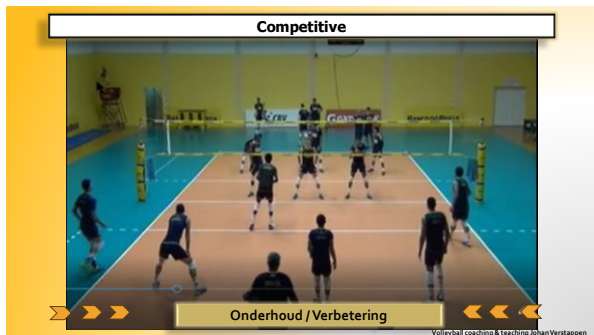 Competitive
Onderhoud / Verbetering
Volleyball coaching & teaching Johan Verstappen